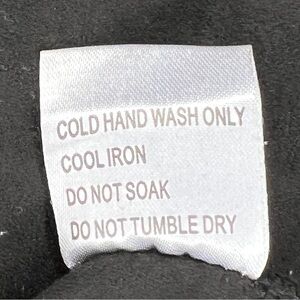 COLD HAND WASH ONLY
COOL IRON
DO NOT SOAK
DO NOT TUMBLE DRY